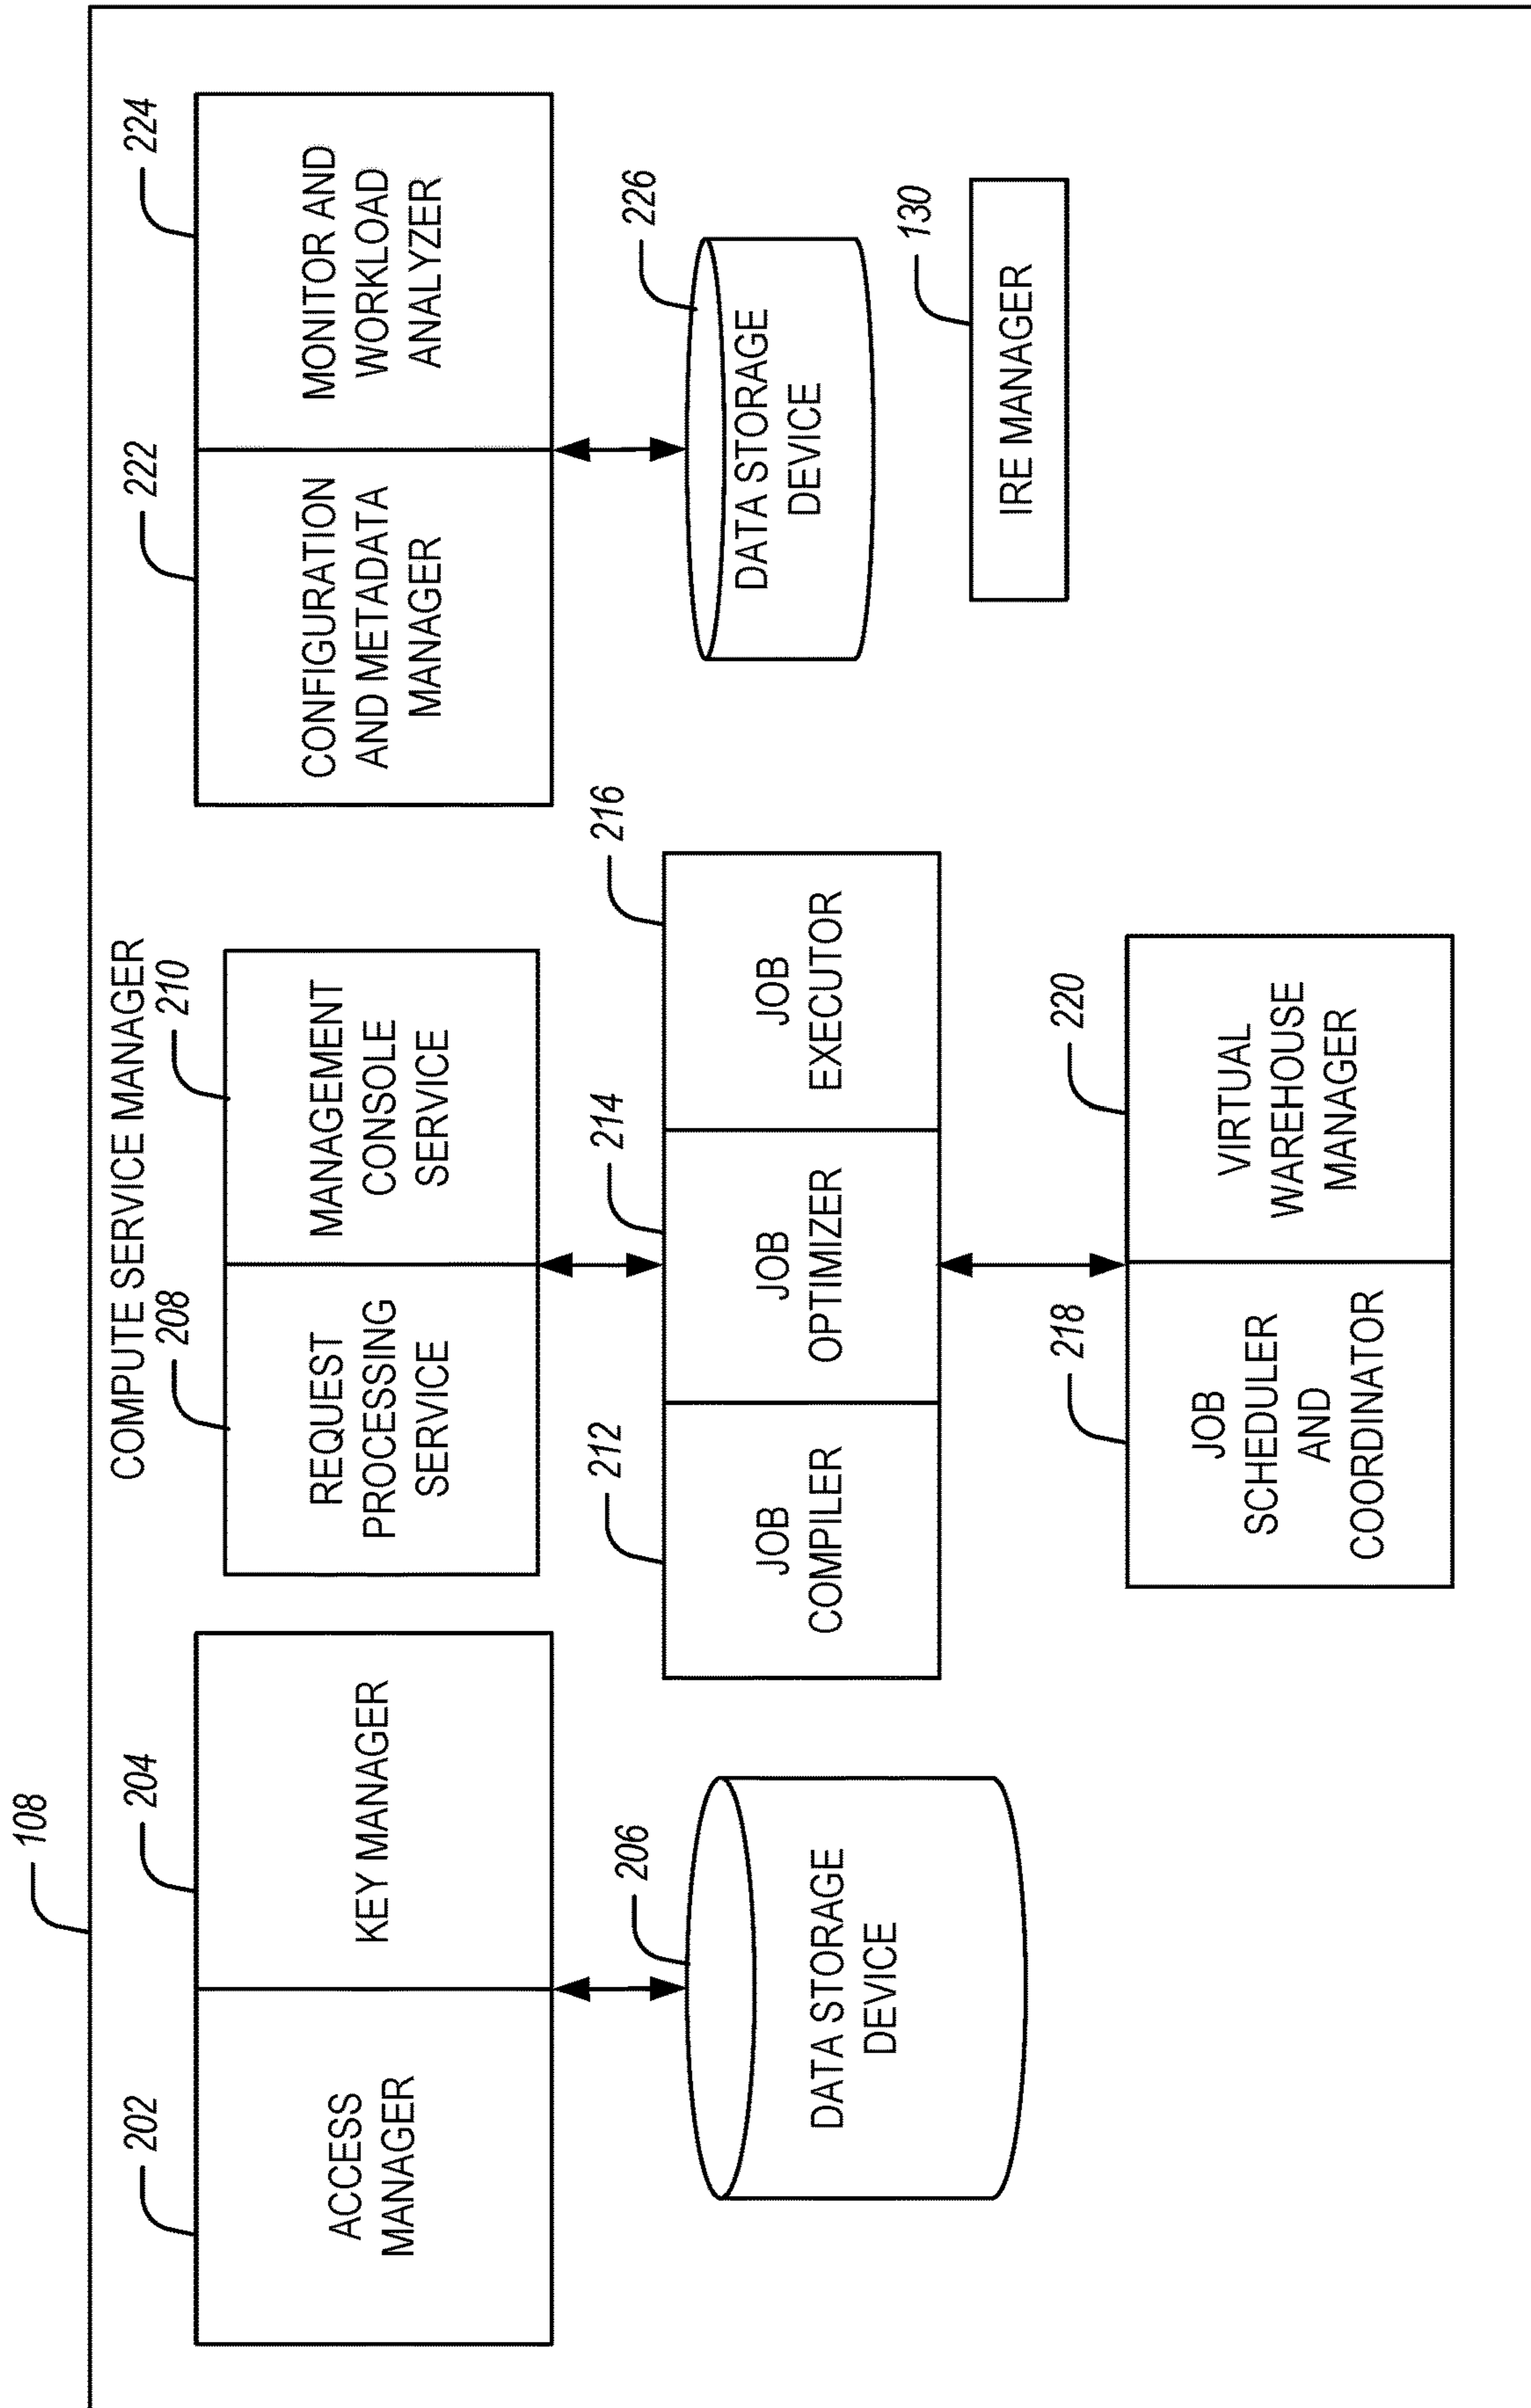 108
COMPUTE SERVICE MANAGER
202
ACCESS
MANAGER
204
KEY MANAGER
206
DATA STORAGE
DEVICE
208
REQUEST
PROCESSING
SERVICE
210
MANAGEMENT
CONSOLE
SERVICE
212
JOB
COMPILER
214
JOB
OPTIMIZER
216
JOB
EXECUTOR
218
JOB
SCHEDULER
AND
COORDINATOR
220
VIRTUAL
WAREHOUSE
MANAGER
222
CONFIGURATION
AND METADATA
MANAGER
224
MONITOR AND
WORKLOAD
ANALYZER
226
DATA STORAGE
DEVICE
130
IRE MANAGER